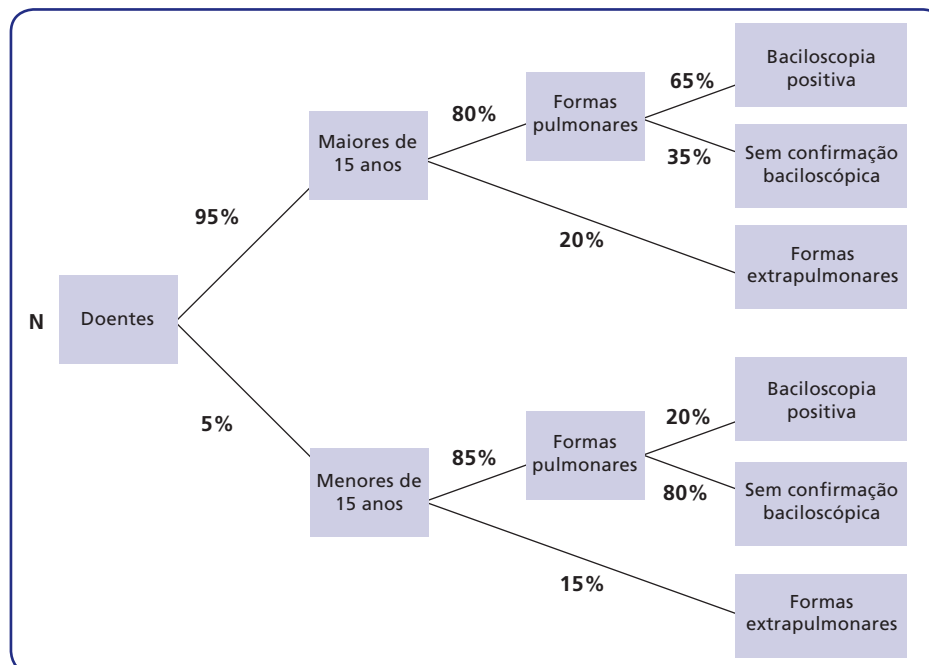 Baciloscopia
positiva
65%
Formas
pulmonares
80%
Maiores de
15 anos
35%
Sem confirmação
baciloscópica
95%
20%
Formas
extrapulmonares
N
Doentes
5%
Baciloscopia
positiva
20%
Formas
pulmonares
85%
Menores de
15 anos
80%
Sem confirmação
baciloscópica
15%
Formas
extrapulmonares